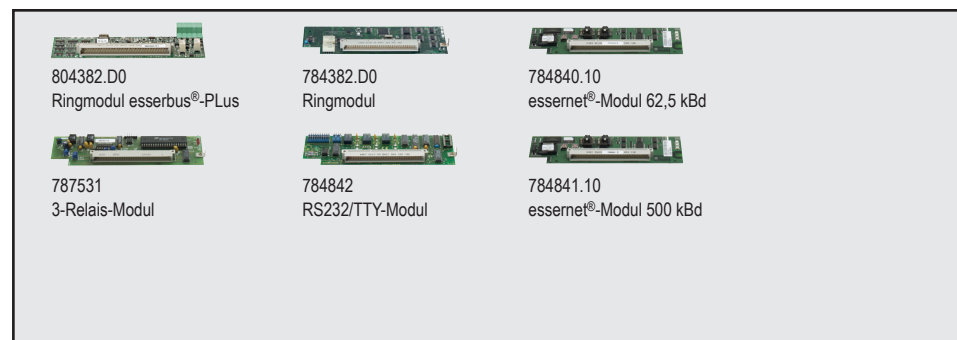 804382.D0
Ringmodul esserbus®-PLus
784382.D0
Ringmodul
784840.10
essernet®-Modul 62,5 kBd
787531
3-Relais-Modul
784842
RS232/TTY-Modul
784841.10
essernet®-Modul 500 kBd